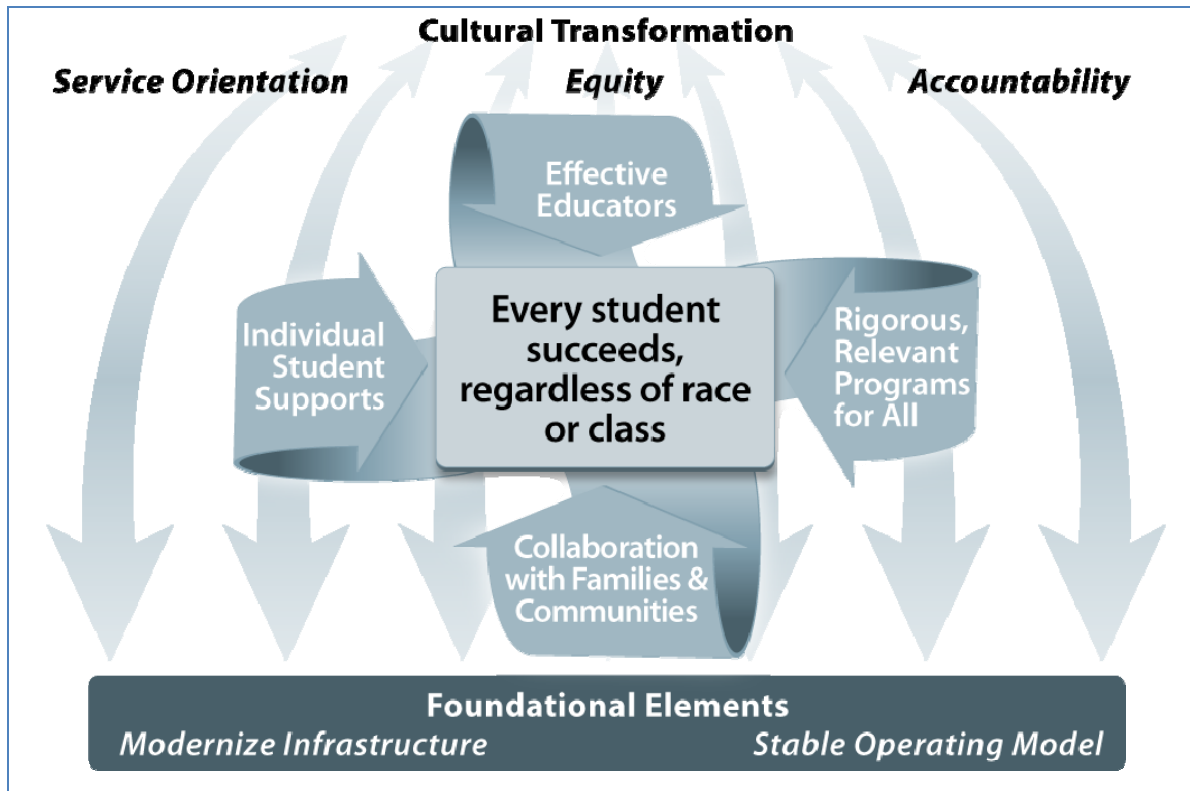 Cultural Transformation
Service Orientation
Equity
Accountability
Effective
Educators
Individual
Student
Supports
Every student
succeeds,
regardless of race
or class
Rigorous,
Relevant
Programs
for All
Collaboration
with Families &
Communities
Foundational Elements
Modernize Infrastructure
Stable Operating Model